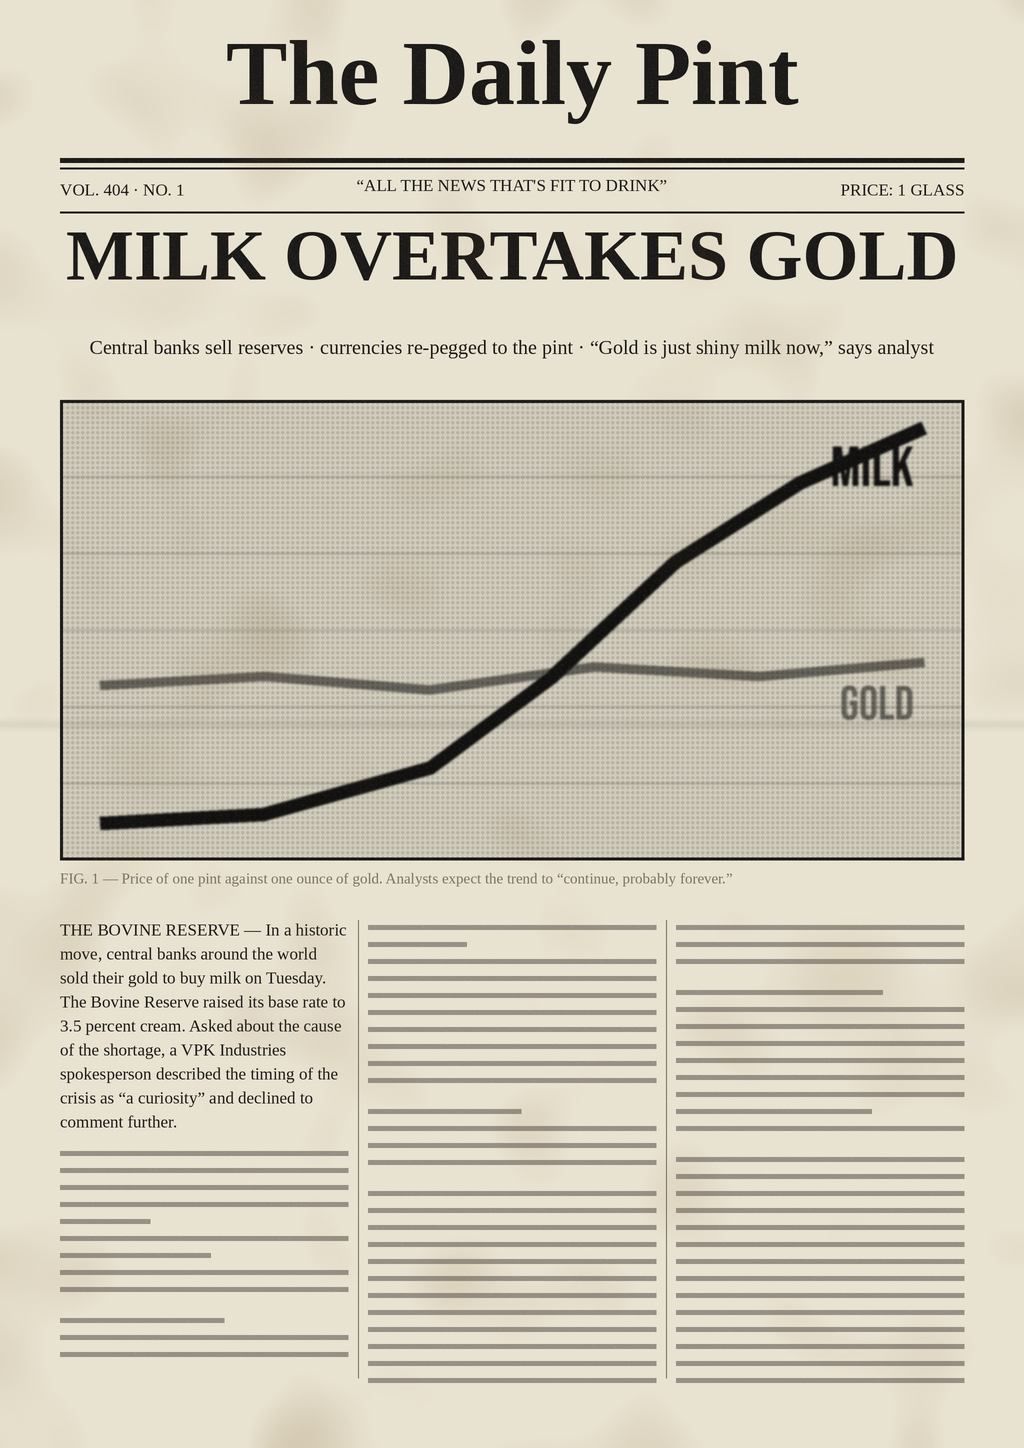 The Daily Pint
VOL. 404 · NO. 1
“ALL THE NEWS THAT'S FIT TO DRINK”
PRICE: 1 GLASS
MILK OVERTAKES GOLD
Central banks sell reserves · currencies re-pegged to the pint · “Gold is just shiny milk now,” says analyst
MILK
GOLD
FIG. 1 — Price of one pint against one ounce of gold. Analysts expect the trend to “continue, probably forever.”
THE BOVINE RESERVE — In a historic
move, central banks around the world
sold their gold to buy milk on Tuesday.
The Bovine Reserve raised its base rate to
3.5 percent cream. Asked about the cause
of the shortage, a VPK Industries
spokesperson described the timing of the
crisis as “a curiosity” and declined to
comment further.